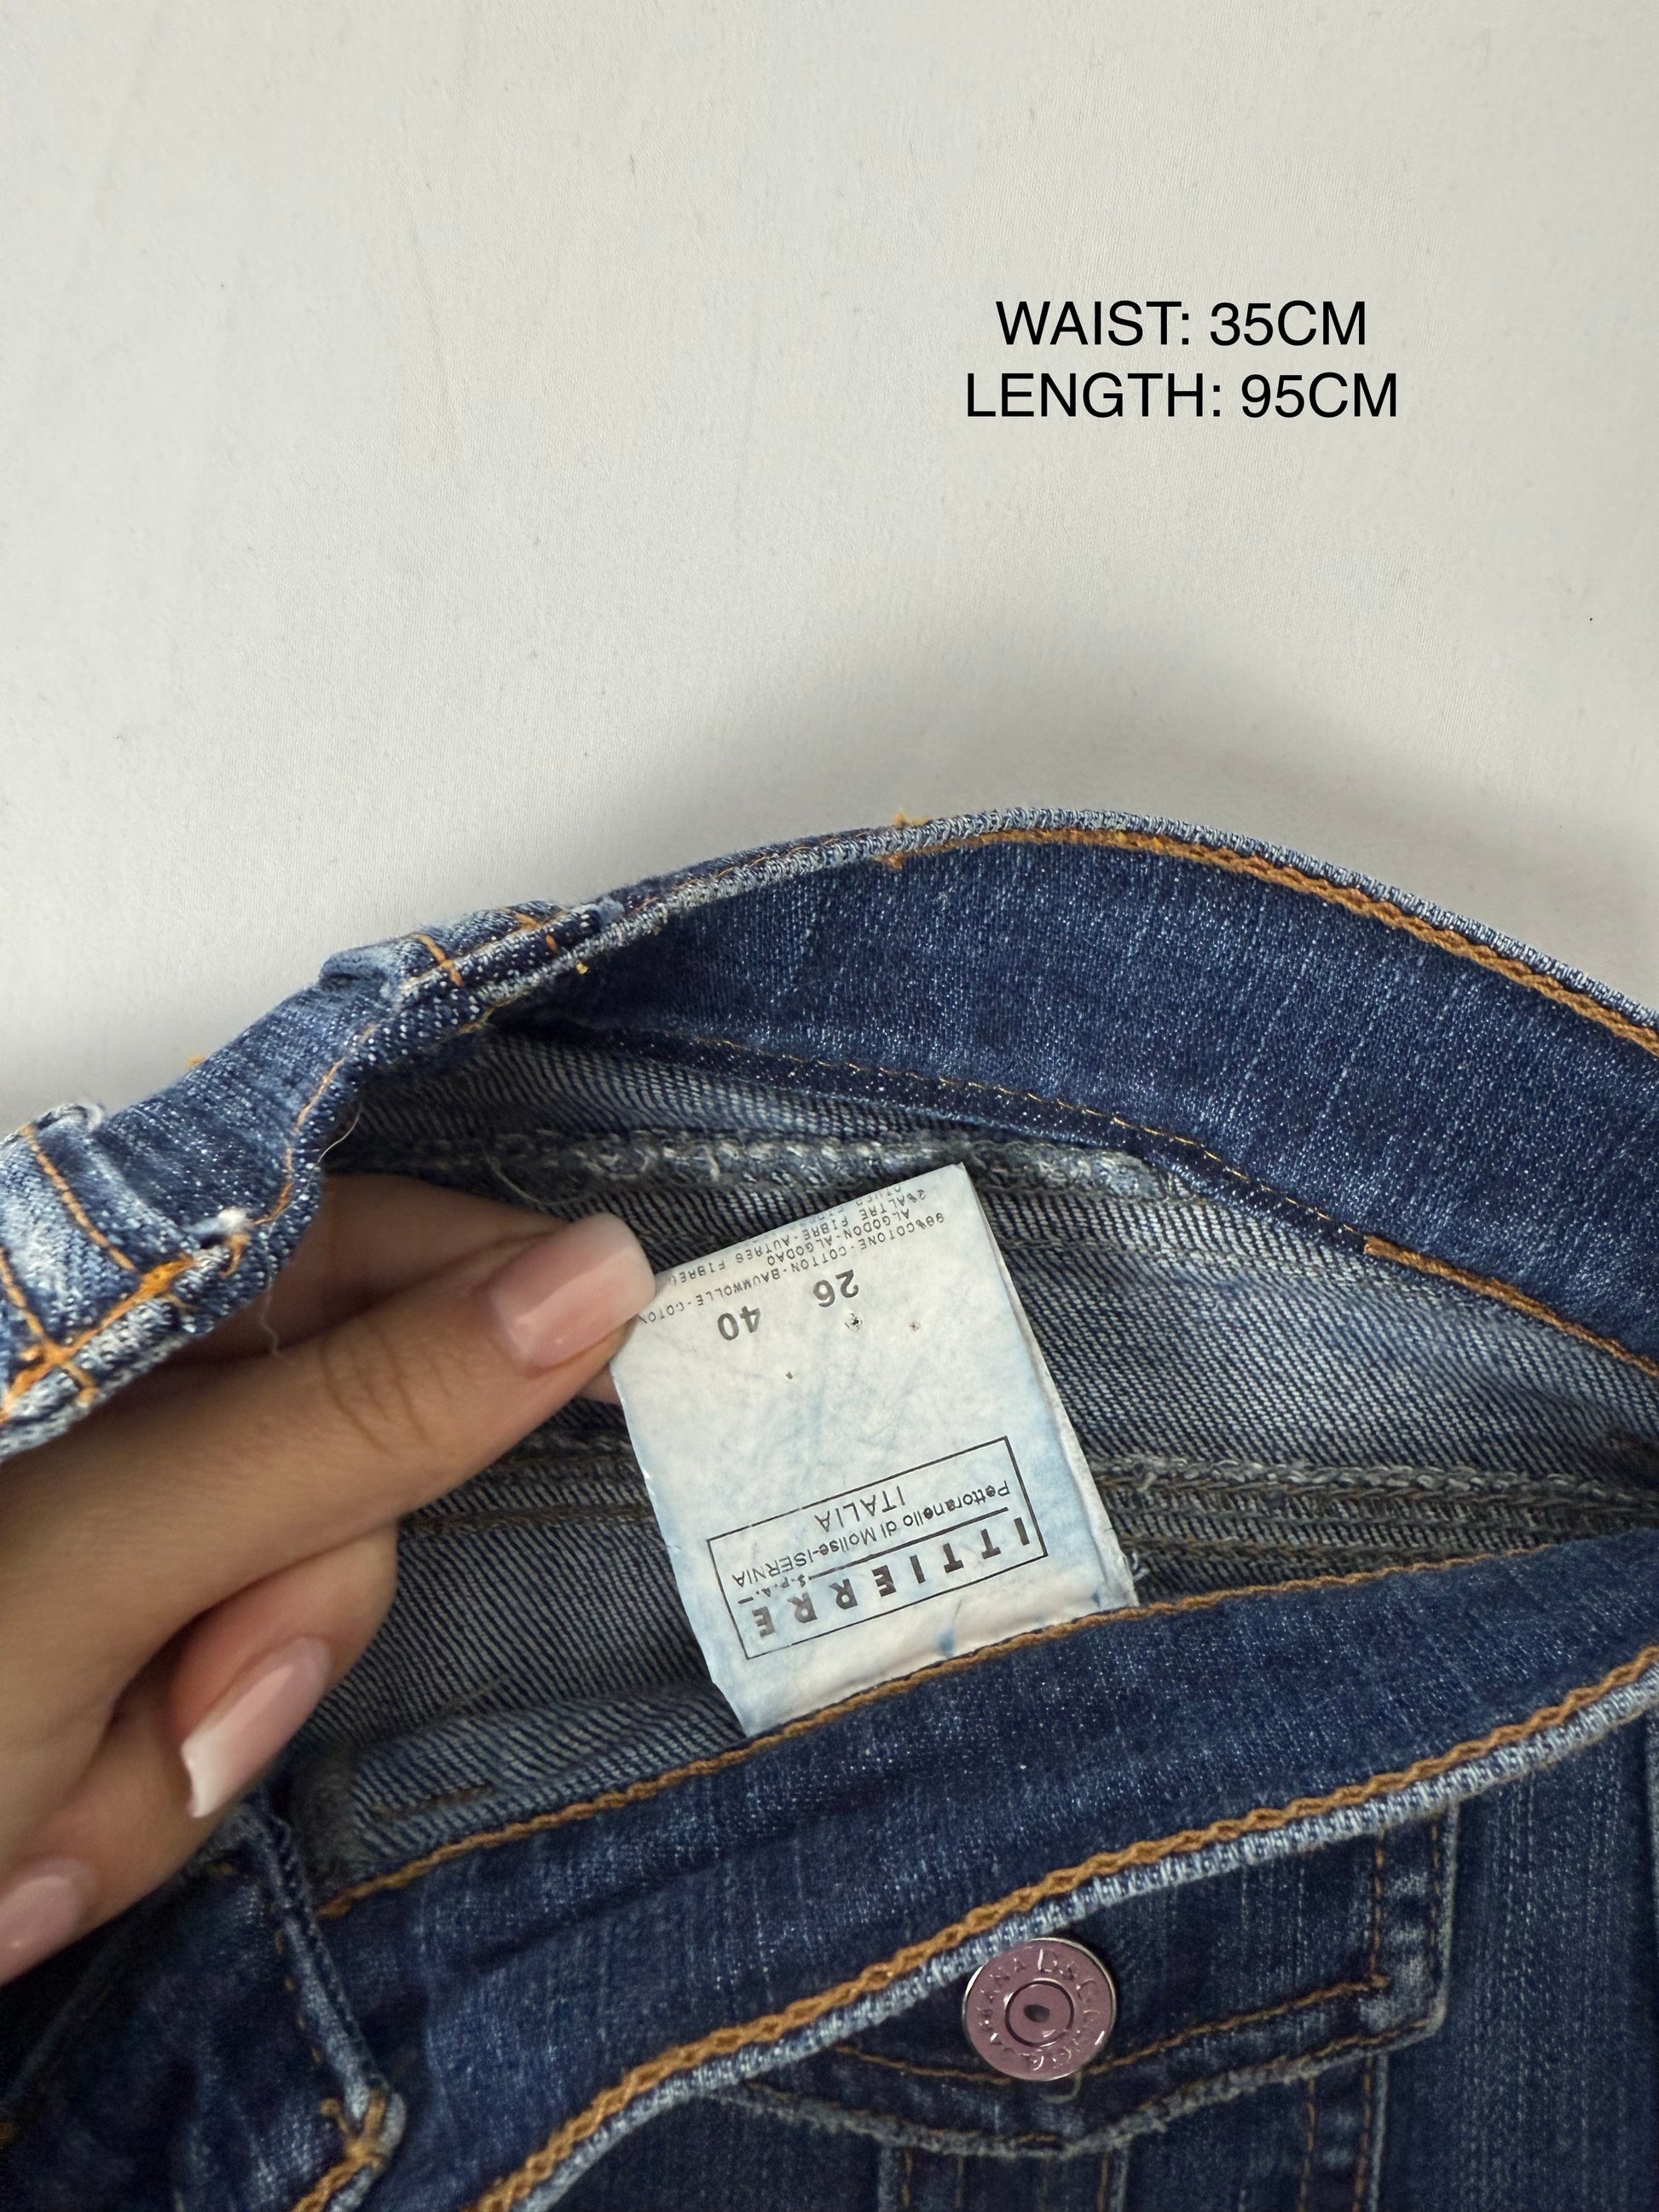 WAIST: 35CM
LENGTH: 95CM
ITTIERRE
S.p.A.
Pettoranello di Molise-ISERNIA
ITALIA
26 40
98%COTONE-COTTON-BAUMWOLLE-COTON
ALGODON-ALGODAO
2%ALTRE FIBRE-AUTRES FIBRES
D&G